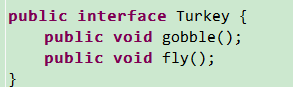 public interface Turkey {
    public void gobble();
    public void fly();
}